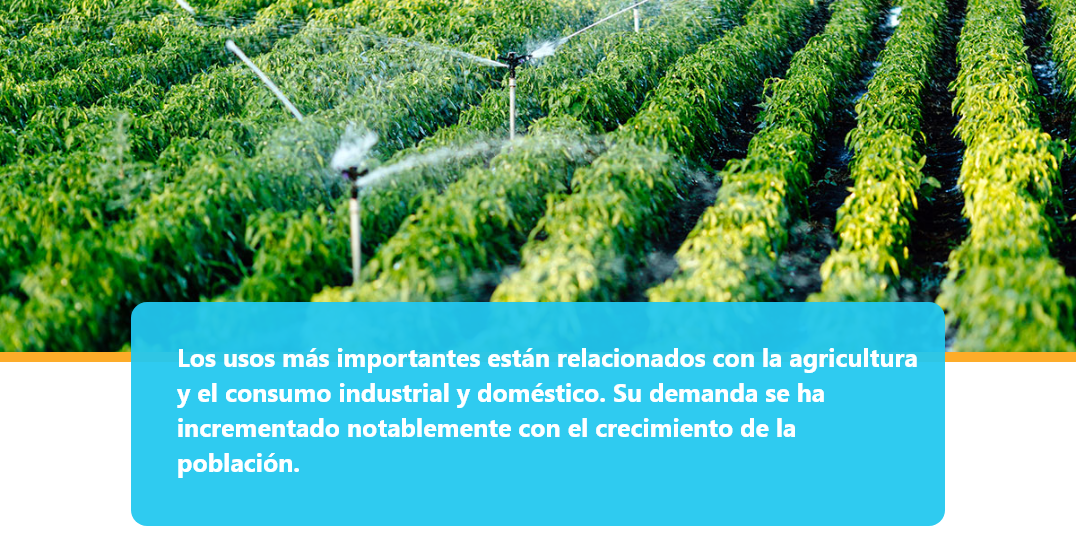 Los usos más importantes están relacionados con la agricultura
y el consumo industrial y doméstico. Su demanda se ha
incrementado notablemente con el crecimiento de la
población.